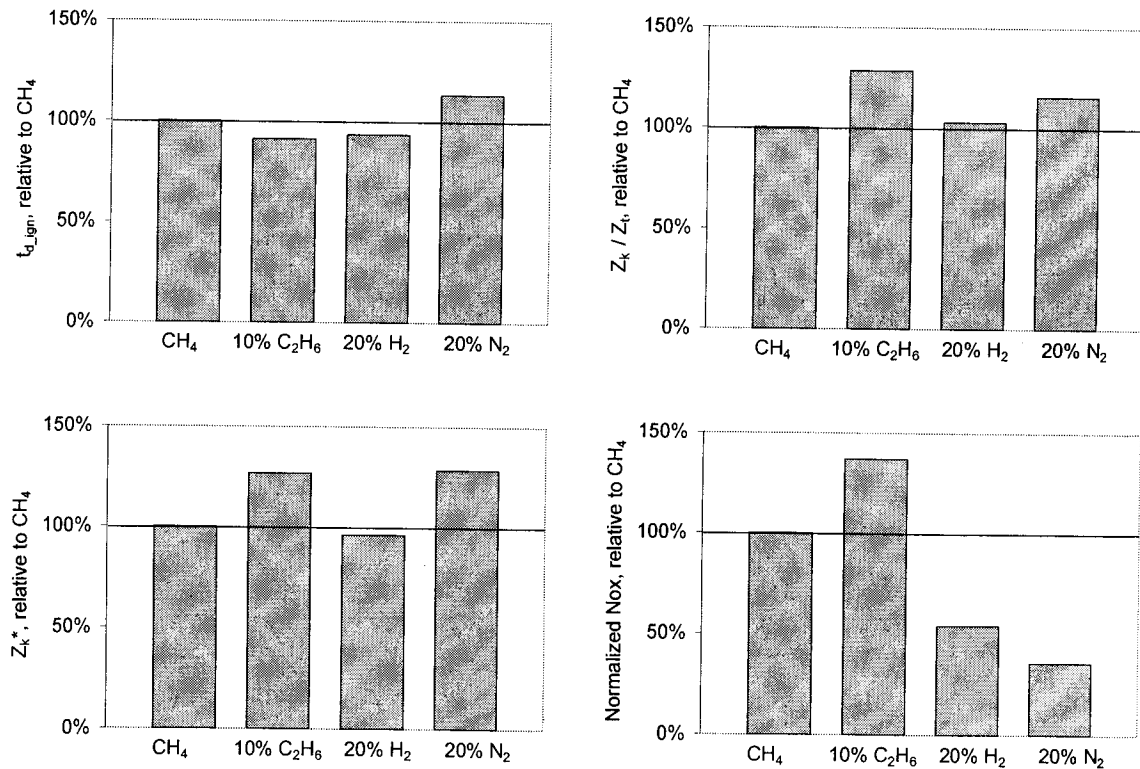 150%
100%
50%
0%
t_d_ign, relative to CH₄
CH₄ 10% C₂H₆ 20% H₂ 20% N₂
150%
100%
50%
0%
Z_k / Z_t, relative to CH₄
CH₄ 10% C₂H₆ 20% H₂ 20% N₂
150%
100%
50%
0%
Z_k*, relative to CH₄
CH₄ 10% C₂H₆ 20% H₂ 20% N₂
150%
100%
50%
0%
Normalized Nox, relative to CH₄
CH₄ 10% C₂H₆ 20% H₂ 20% N₂